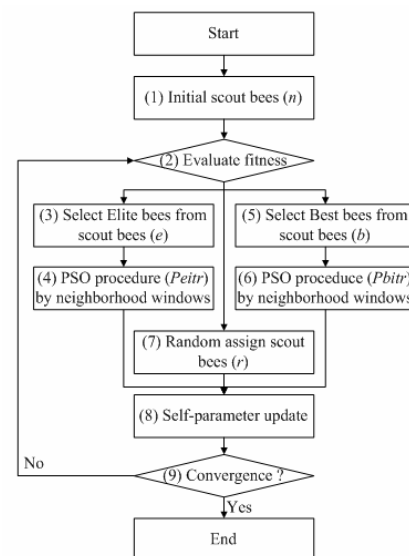 Start
(1) Initial scout bees (n)
(2) Evaluate fitness
(3) Select Elite bees from
scout bees (e)
(5) Select Best bees from
scout bees (b)
(4) PSO procedure (Peitr)
by neighborhood windows
(6) PSO proceduce (Pbitr)
by neighborhood windows
(7) Random assign scout
bees (r)
(8) Self-parameter update
No
(9) Convergence ?
Yes
End